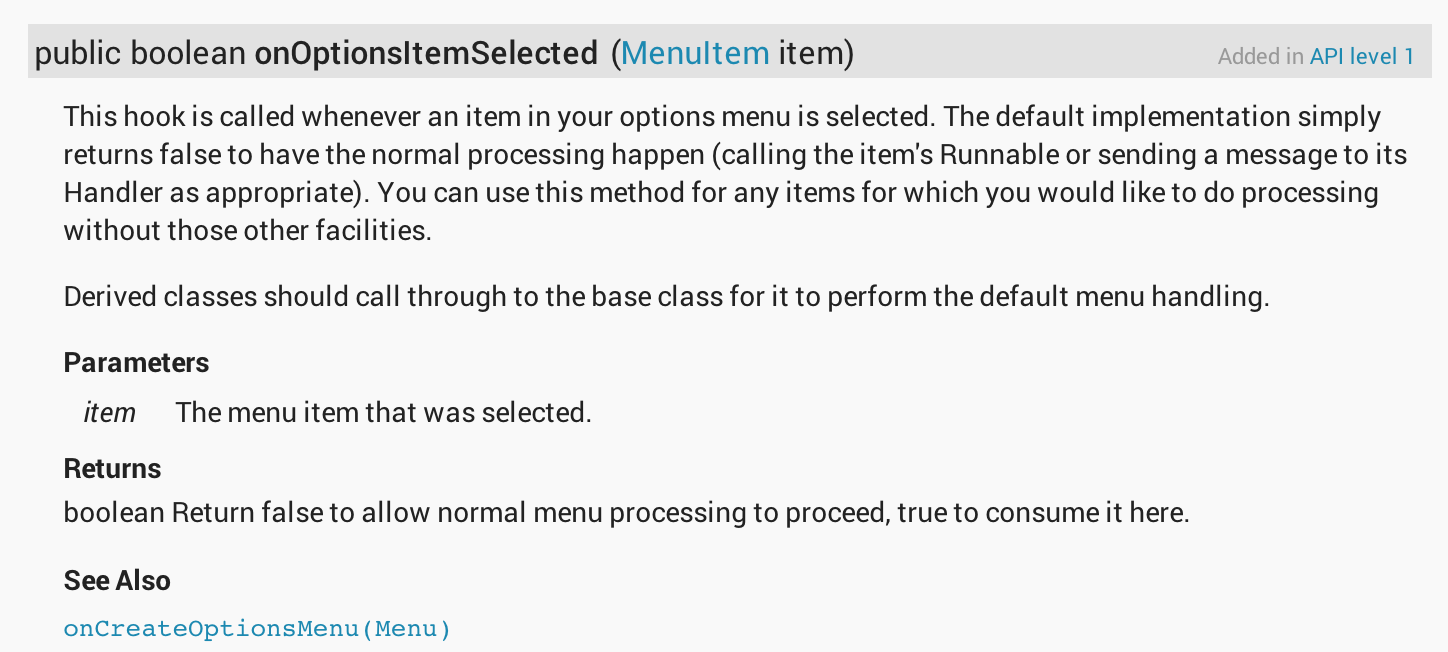 public boolean onOptionsItemSelected (MenuItem item) Added in API level 1
This hook is called whenever an item in your options menu is selected. The default implementation simply
returns false to have the normal processing happen (calling the item's Runnable or sending a message to its
Handler as appropriate). You can use this method for any items for which you would like to do processing
without those other facilities.
Derived classes should call through to the base class for it to perform the default menu handling.
Parameters
item The menu item that was selected.
Returns
boolean Return false to allow normal menu processing to proceed, true to consume it here.
See Also
onCreateOptionsMenu(Menu)